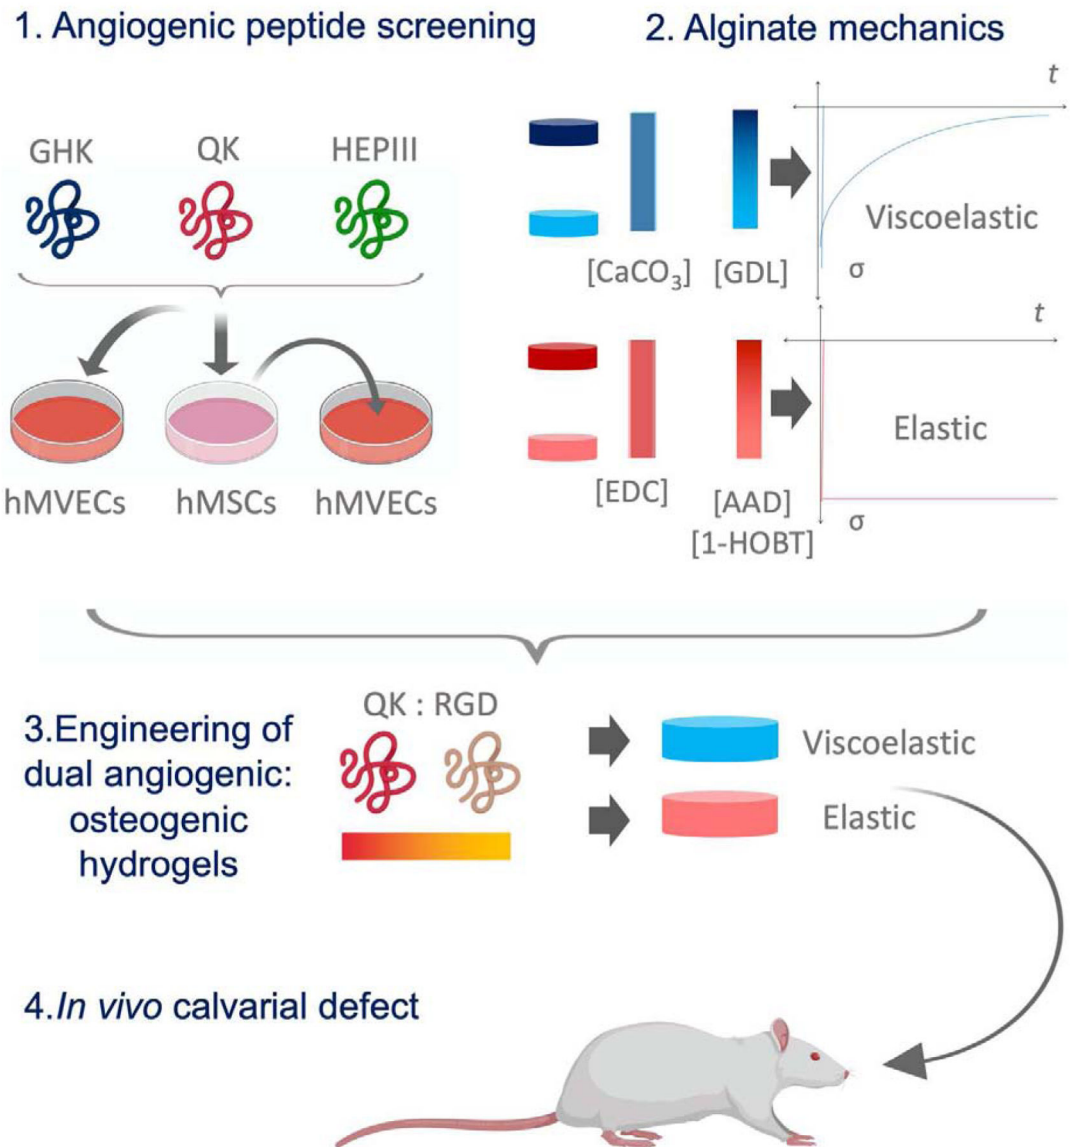 1. Angiogenic peptide screening
GHK
QK
HEPIII
hMVECs
hMSCs
hMVECs
2. Alginate mechanics
[CaCO₃]
[GDL]
t
Viscoelastic
σ
[EDC]
[AAD]
[1-HOBT]
t
Elastic
σ
3.Engineering of
dual angiogenic:
osteogenic
hydrogels
QK : RGD
Viscoelastic
Elastic
4.In vivo calvarial defect